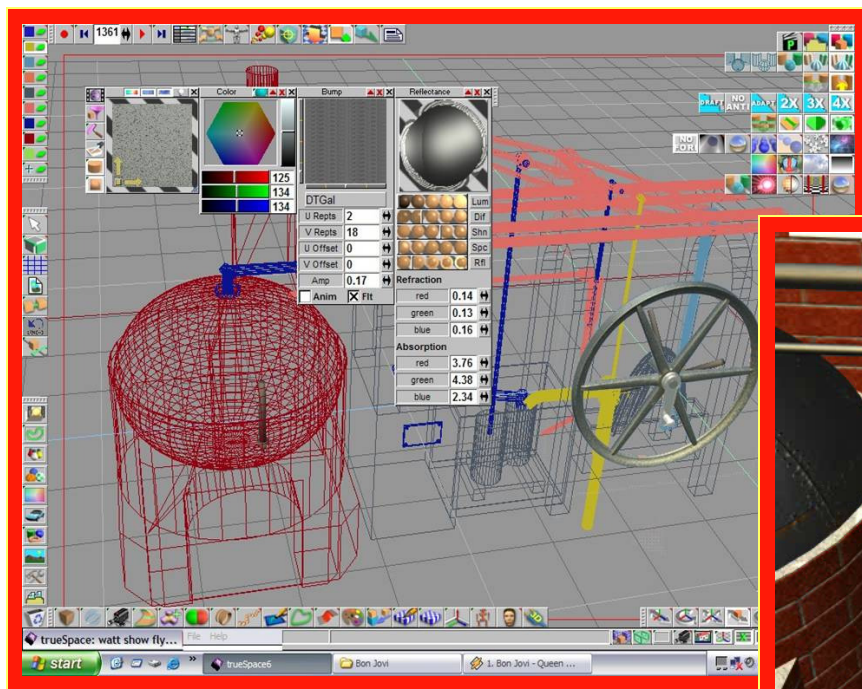 1361
Color
Bump
Reflectance
125
134
134
DTGal
U Repts 2
V Repts 18
U Offset 0
V Offset 0
Amp 0.17
Anim X Flt
Lum
Dif
Shn
Spc
Rfl
Refraction
red 0.14
green 0.13
blue 0.16
Absorption
red 3.76
green 4.38
blue 2.34
P
DRAFT NO ANTI ADAPT 2X 3X 4X
trueSpace: watt show fly...
File Help
start
trueSpace6
Bon Jovi
1. Bon Jovi - Queen ...